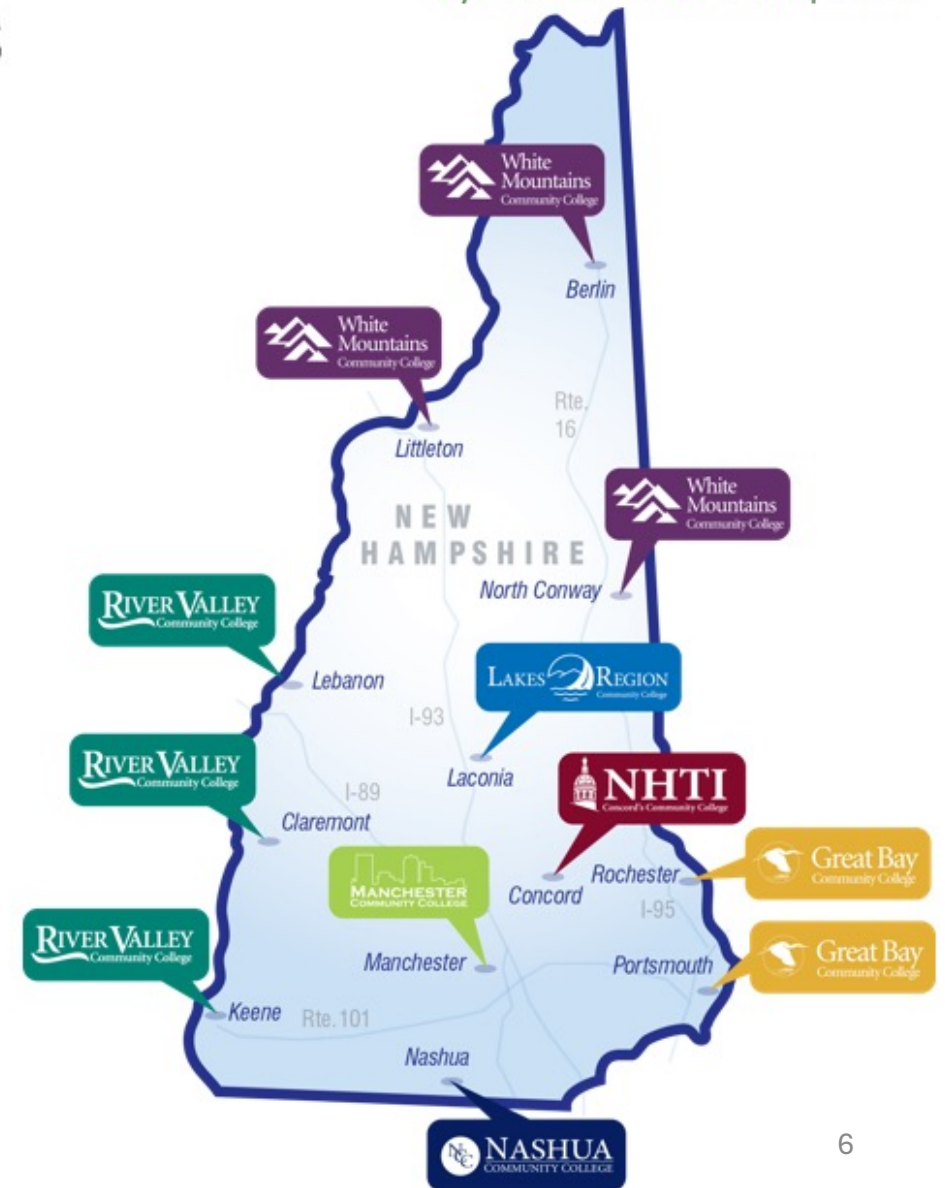 White
Mountains
Community College
Berlin
White
Mountains
Community College
Littleton
Rte.
16
White
Mountains
Community College
NEW
HAMPSHIRE
North Conway
RIVER VALLEY
Community College
Lebanon
LAKES REGION
Community College
I-93
Laconia
RIVER VALLEY
Community College
I-89
Claremont
NHTI
Concord's Community College
MANCHESTER
COMMUNITY COLLEGE
Concord
Rochester
Great Bay
Community College
I-95
RIVER VALLEY
Community College
Manchester
Portsmouth
Great Bay
Community College
Keene
Rte. 101
Nashua
NCC
NASHUA
COMMUNITY COLLEGE
6